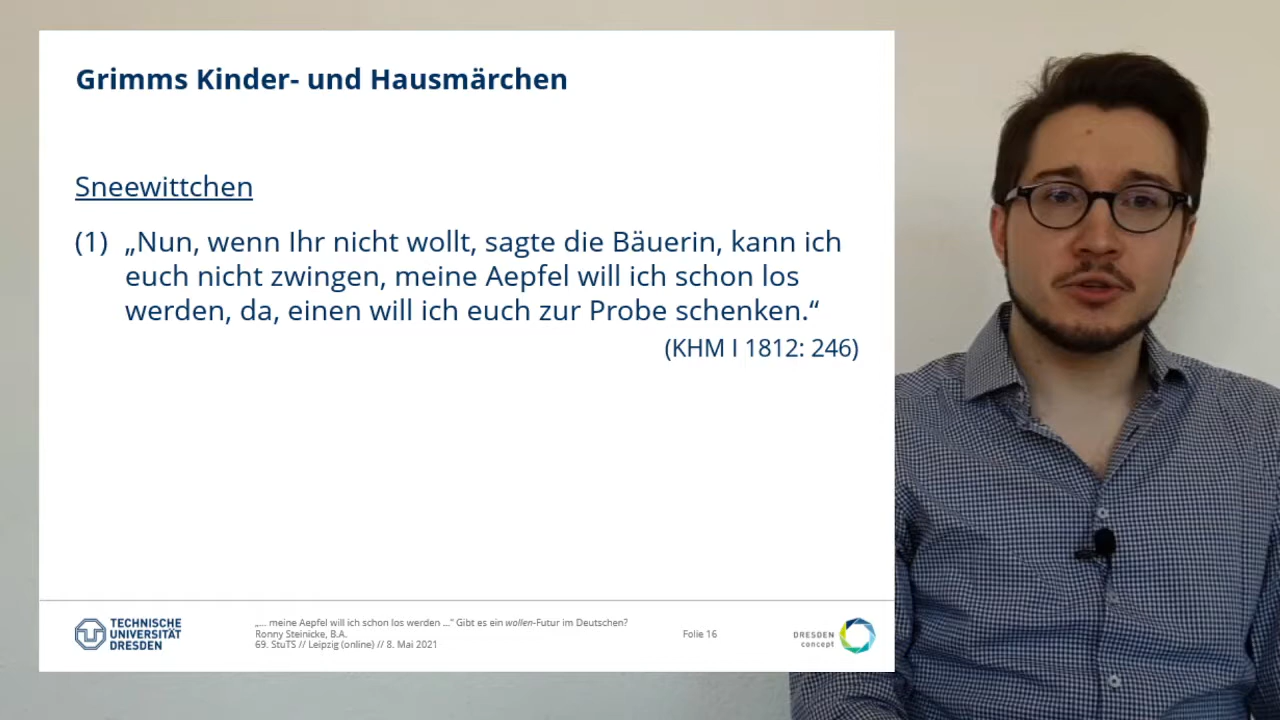 Grimms Kinder- und Hausmärchen
Sneewittchen
(1) „Nun, wenn Ihr nicht wollt, sagte die Bäuerin, kann ich
euch nicht zwingen, meine Aepfel will ich schon los
werden, da, einen will ich euch zur Probe schenken.“
(KHM I 1812: 246)
TECHNISCHE
UNIVERSITÄT
DRESDEN
„... meine Aepfel will ich schon los werden ...“ Gibt es ein wollen-Futur im Deutschen?
Ronny Steinicke, B.A.
69. StuTS // Leipzig (online) // 8. Mai 2021
Folie 16
DRESDEN
concept